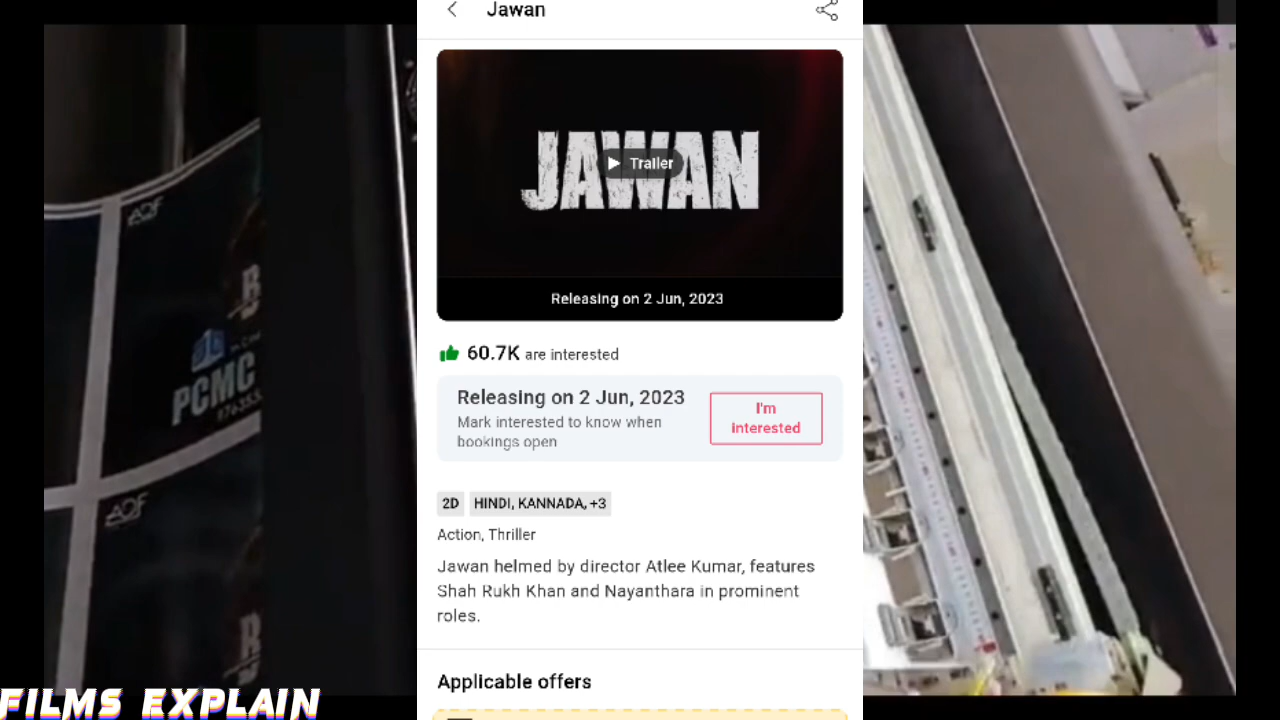 Jawan
JAWAN
Trailer
Releasing on 2 Jun, 2023
60.7K are interested
Releasing on 2 Jun, 2023
Mark interested to know when
bookings open
I'm
interested
2D HINDI, KANNADA, +3
Action, Thriller
Jawan helmed by director Atlee Kumar, features
Shah Rukh Khan and Nayanthara in prominent
roles.
Applicable offers
AOF
PCMC
AOF
FILMS EXPLAIN